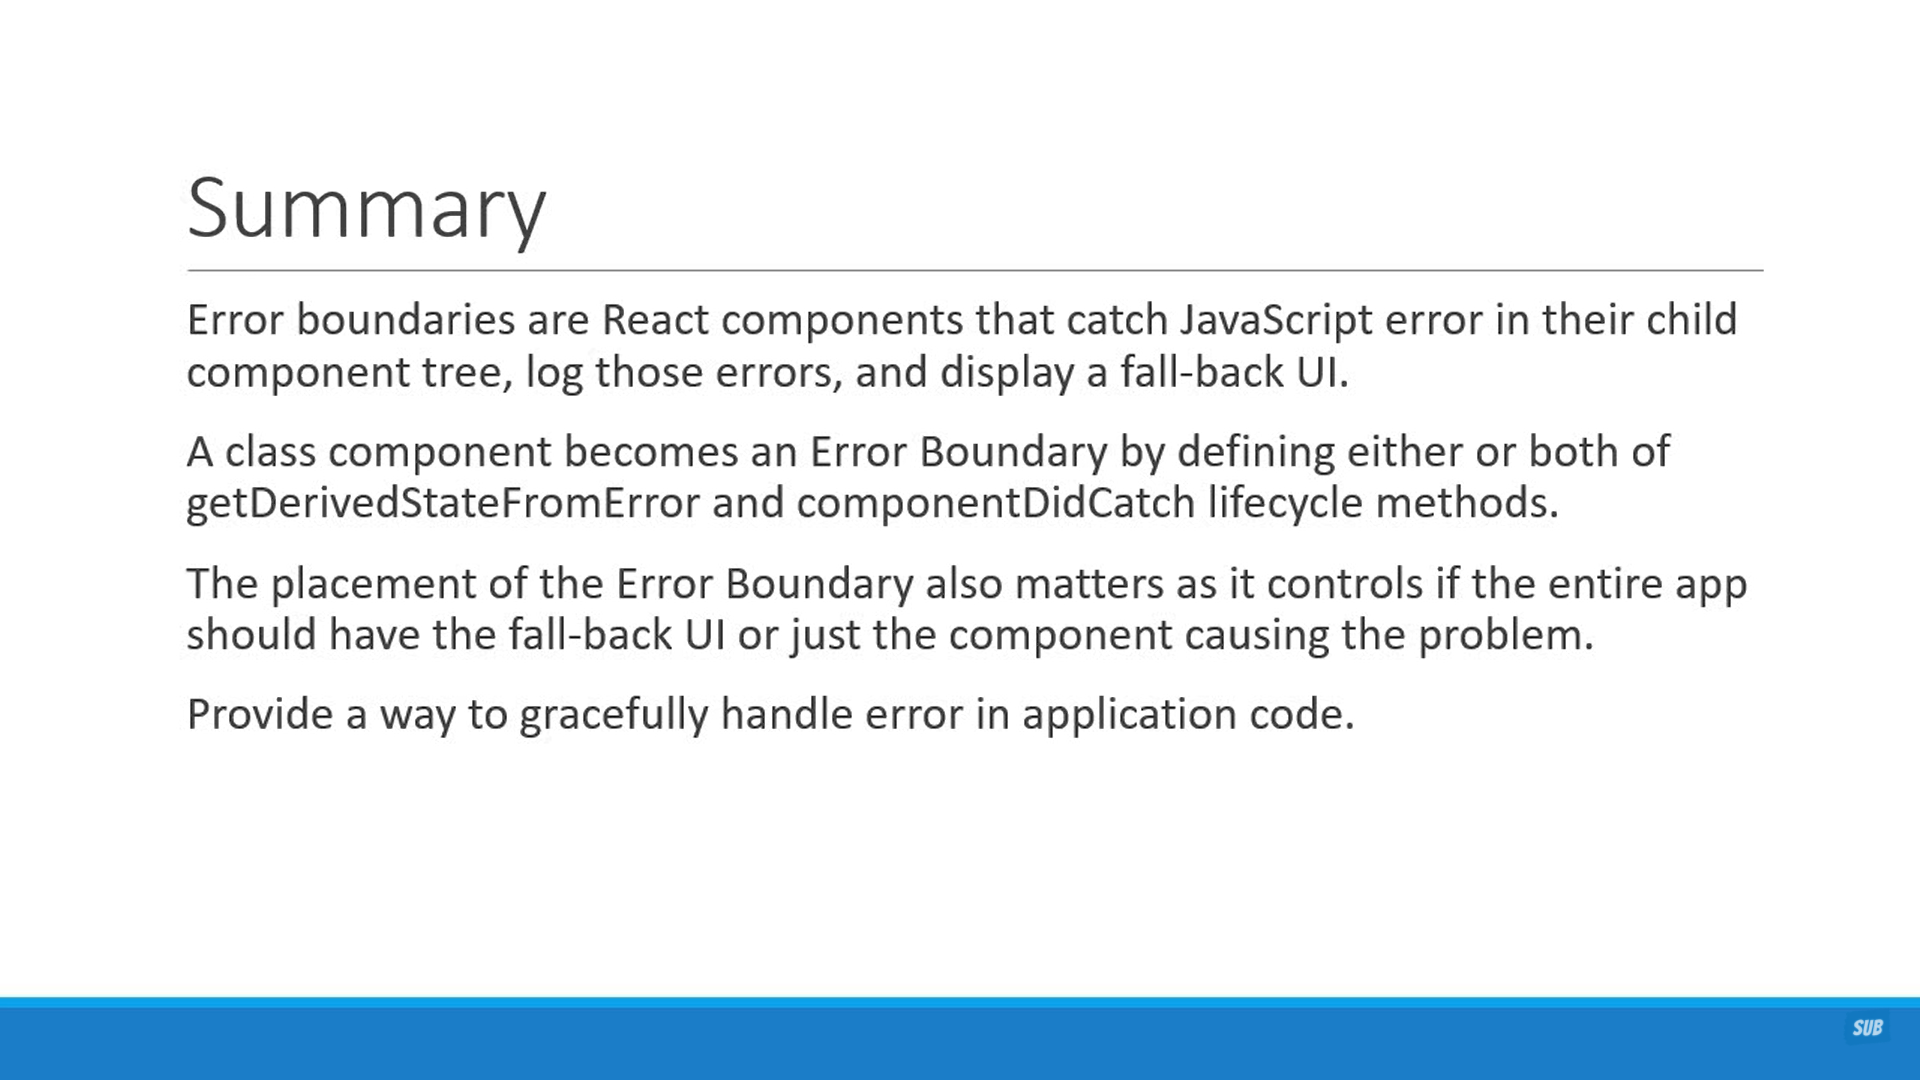 Summary
Error boundaries are React components that catch JavaScript error in their child
component tree, log those errors, and display a fall-back UI.
A class component becomes an Error Boundary by defining either or both of
getDerivedStateFromError and componentDidCatch lifecycle methods.
The placement of the Error Boundary also matters as it controls if the entire app
should have the fall-back UI or just the component causing the problem.
Provide a way to gracefully handle error in application code.
SUB